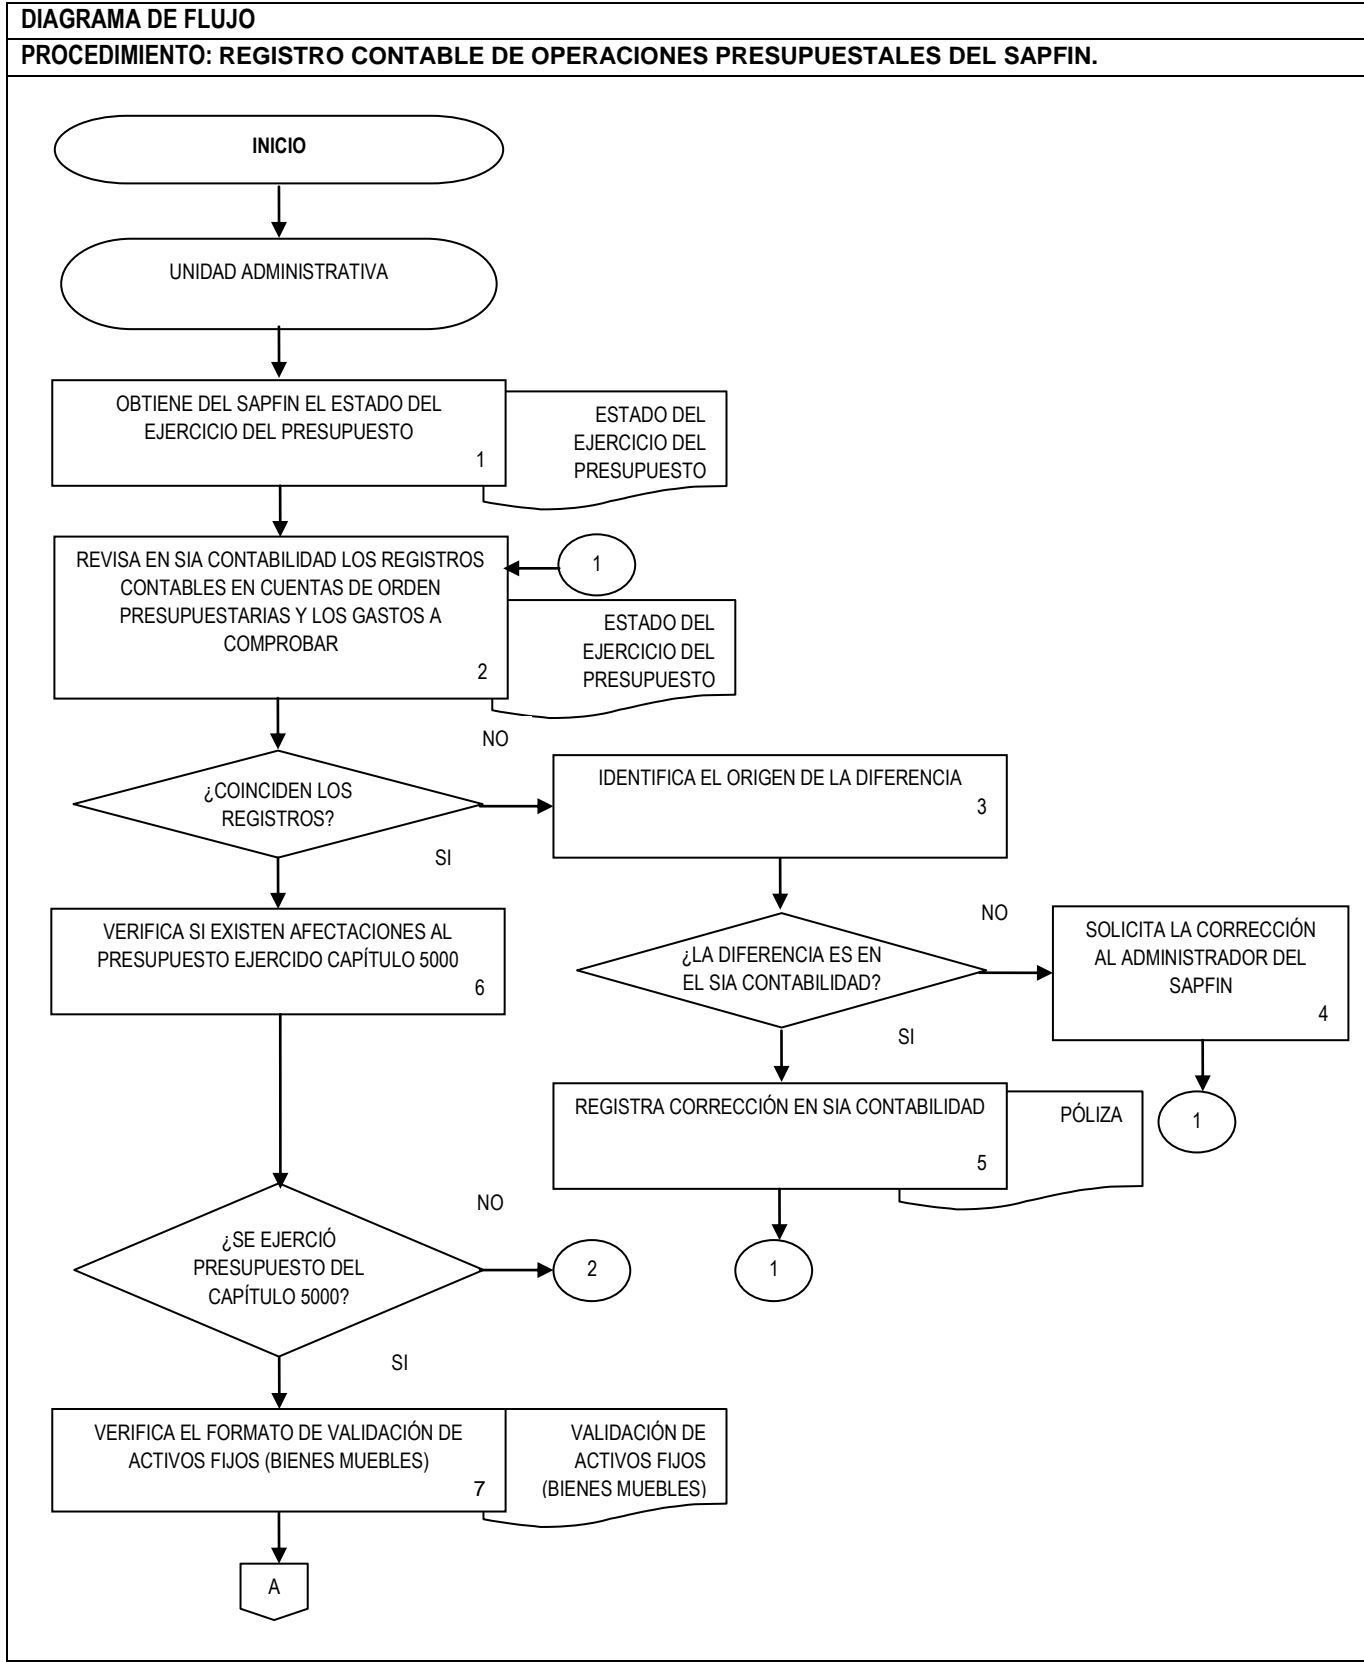 DIAGRAMA DE FLUJO
PROCEDIMIENTO: REGISTRO CONTABLE DE OPERACIONES PRESUPUESTALES DEL SAPFIN.
INICIO
UNIDAD ADMINISTRATIVA
OBTIENE DEL SAPFIN EL ESTADO DEL
EJERCICIO DEL PRESUPUESTO
1
ESTADO DEL
EJERCICIO DEL
PRESUPUESTO
REVISA EN SIA CONTABILIDAD LOS REGISTROS
CONTABLES EN CUENTAS DE ORDEN
PRESUPUESTARIAS Y LOS GASTOS A
COMPROBAR
2
1
ESTADO DEL
EJERCICIO DEL
PRESUPUESTO
¿COINCIDEN LOS
REGISTROS?
NO
SI
IDENTIFICA EL ORIGEN DE LA DIFERENCIA
3
¿LA DIFERENCIA ES EN
EL SIA CONTABILIDAD?
NO
SI
SOLICITA LA CORRECCIÓN
AL ADMINISTRADOR DEL
SAPFIN
4
1
REGISTRA CORRECCIÓN EN SIA CONTABILIDAD
5
PÓLIZA
1
VERIFICA SI EXISTEN AFECTACIONES AL
PRESUPUESTO EJERCIDO CAPÍTULO 5000
6
¿SE EJERCIÓ
PRESUPUESTO DEL
CAPÍTULO 5000?
NO
2
SI
VERIFICA EL FORMATO DE VALIDACIÓN DE
ACTIVOS FIJOS (BIENES MUEBLES)
7
VALIDACIÓN DE
ACTIVOS FIJOS
(BIENES MUEBLES)
A